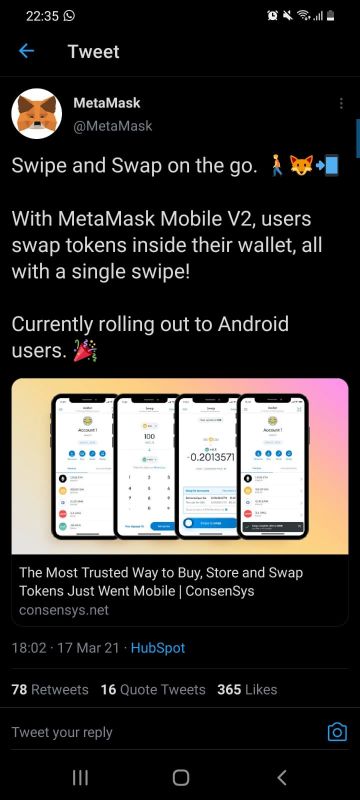 22:35
Tweet
MetaMask
@MetaMask
Swipe and Swap on the go. 🚶🦊📲
With MetaMask Mobile V2, users
swap tokens inside their wallet, all
with a single swipe!
Currently rolling out to Android
users. 🎉
Account 1
100
-0.2013571
Account 1
The Most Trusted Way to Buy, Store and Swap
Tokens Just Went Mobile | ConsenSys
consensys.net
18:02 · 17 Mar 21 · HubSpot
78 Retweets 16 Quote Tweets 365 Likes
Tweet your reply